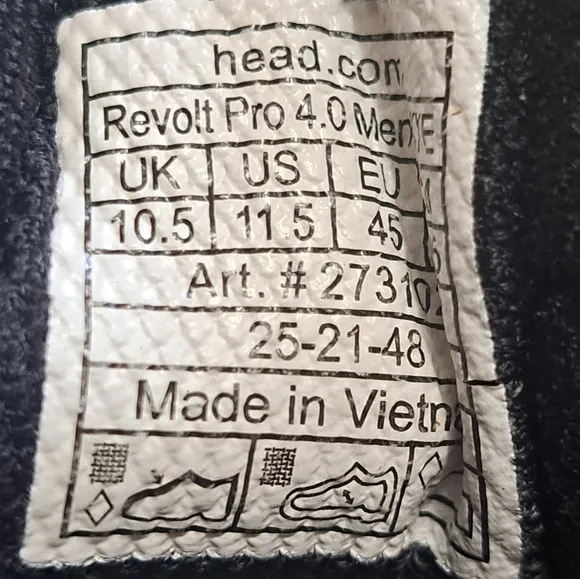 head.com
Revolt Pro 4.0 Men
UK US EU
10.5 11.5 45
Art. # 27310
25-21-48
Made in Vietn